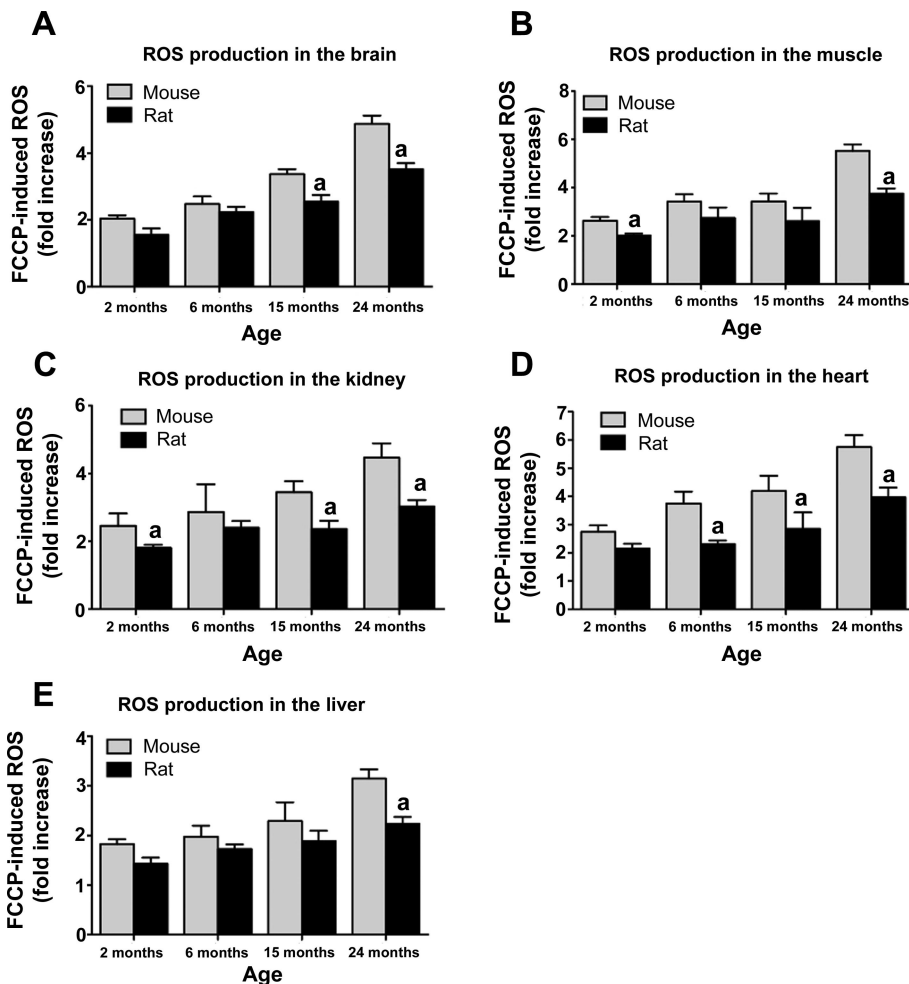 A
ROS production in the brain
FCCP-induced ROS
(fold increase)
6
4
2
0
Mouse
Rat
a
a
2 months 6 months 15 months 24 months
Age
B
ROS production in the muscle
FCCP-induced ROS
(fold increase)
8
6
4
2
0
Mouse
Rat
a
a
2 months 6 months 15 months 24 months
Age
C
ROS production in the kidney
FCCP-induced ROS
(fold increase)
6
4
2
0
Mouse
Rat
a
a
a
2 months 6 months 15 months 24 months
Age
D
ROS production in the heart
FCCP-induced ROS
(fold increase)
7
6
5
4
3
2
1
0
Mouse
Rat
a
a
a
2 months 6 months 15 months 24 months
Age
E
ROS production in the liver
FCCP-induced ROS
(fold increase)
4
3
2
1
0
Mouse
Rat
a
2 months 6 months 15 months 24 months
Age